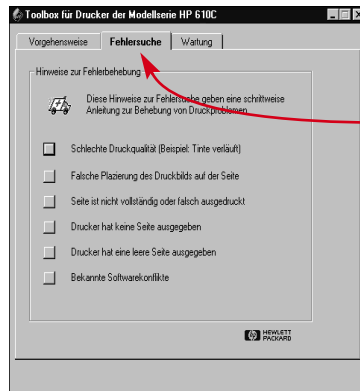 Toolbox für Drucker der Modellserie HP 610C
Vorgehensweise Fehlersuche Wartung
Hinweise zur Fehlerbehebung
Diese Hinweise zur Fehlersuche geben eine schrittweise
Anleitung zur Behebung von Druckproblemen
Schlechte Druckqualität (Beispiel: Tinte verläuft)
Falsche Plazierung des Druckbilds auf der Seite
Seite ist nicht vollständig oder falsch ausgedruckt
Drucker hat keine Seite ausgegeben
Drucker hat eine leere Seite ausgegeben
Bekannte Softwarekonflikte
HEWLETT
PACKARD